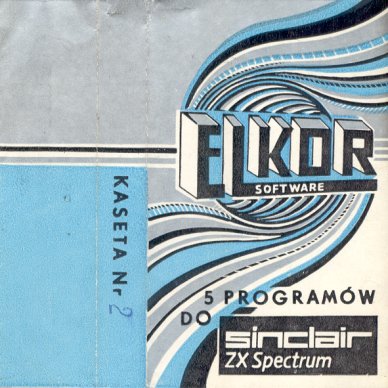 ELKOR
SOFTWARE
KASETA Nr 2
5 PROGRAMÓW
DO sinclair
ZX Spectrum